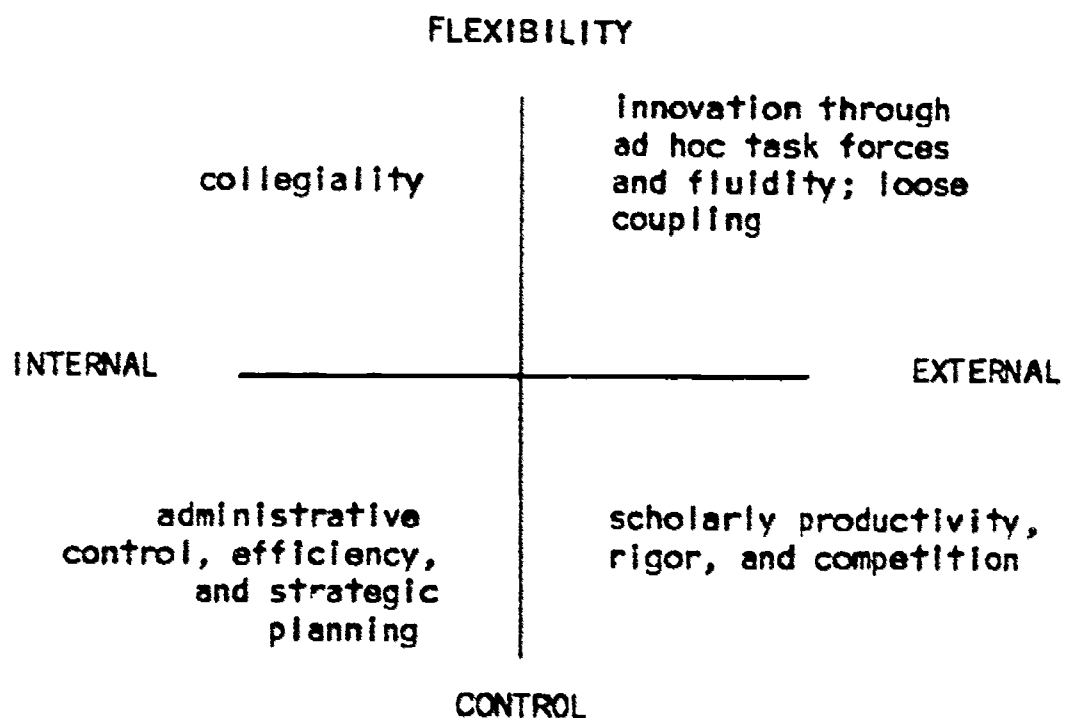 FLEXIBILITY
collegiality
innovation through
ad hoc task forces
and fluidity; loose
coupling
INTERNAL
EXTERNAL
administrative
control, efficiency,
and strategic
planning
scholarly productivity,
rigor, and competition
CONTROL